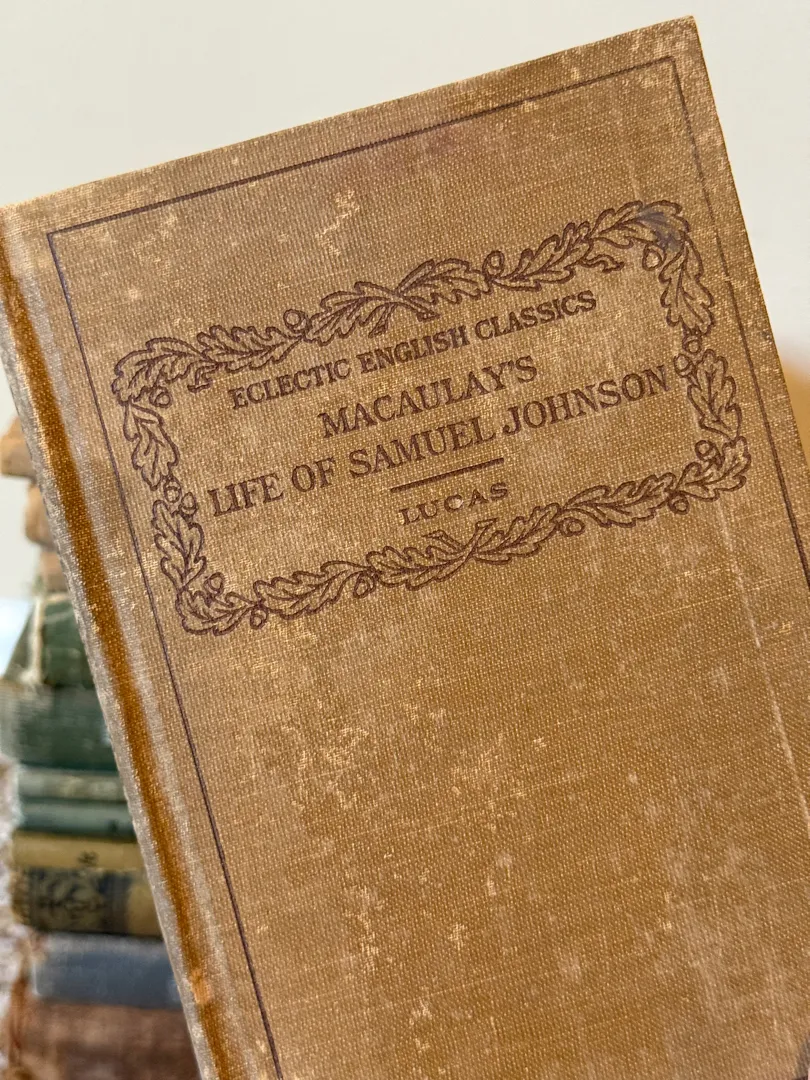 ECLECTIC ENGLISH CLASSICS
MACAULAY'S
LIFE OF SAMUEL JOHNSON
LUCAS